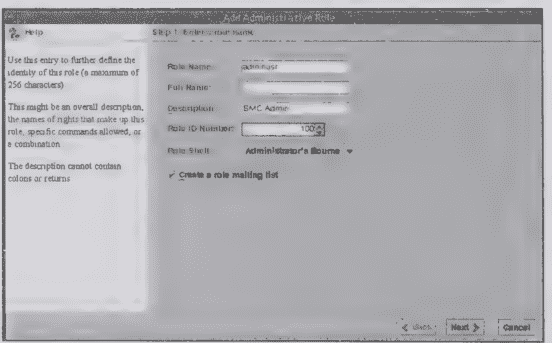 Add Administrative Role
Help
Step 1: Enter a role name
Use this entry to further define the
identity of this role (a maximum of
256 characters)
This might be an overall description,
the names of rights that make up this
role, specific commands allowed, or
a combination
The description cannot contain
colons or returns
Role Name:
Full Name:
Description: SMC Admin
Role ID Number: 100
Role Shell: Administrator's Bourne
Create a role mailing list
Back
Next
Cancel